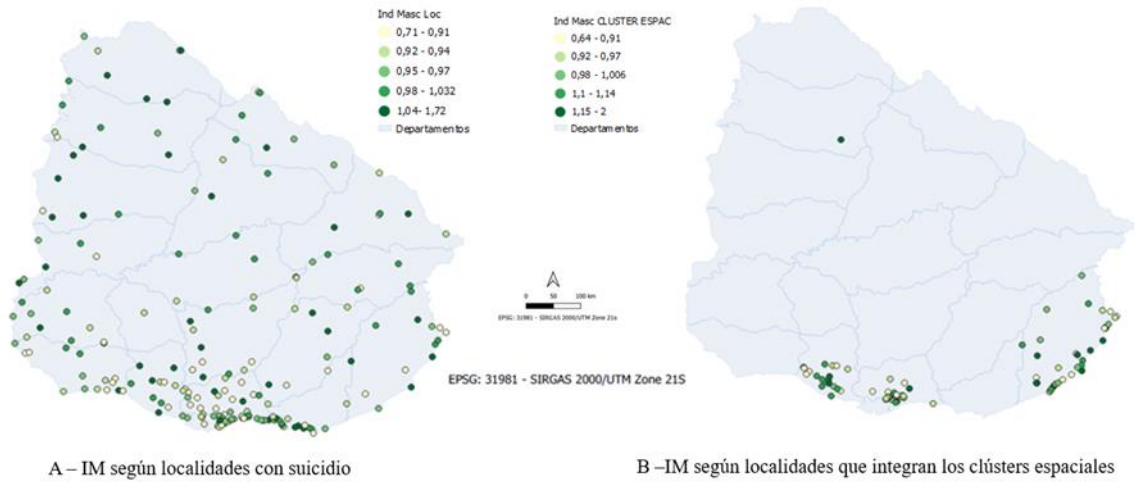 Ind Masc Loc
0,71 - 0,91
0,92 - 0,94
0,95 - 0,97
0,98 - 1,032
1,04- 1,72
Departamentos
Ind Masc CLUSTER ESPAC
0,64 - 0,91
0,92 - 0,97
0,98 - 1,006
1,1 - 1,14
1,15 - 2
Departamentos
0 50 100 km
EPSG: 31981 - SIRGAS 2000/UTM Zone 21s
EPSG: 31981 - SIRGAS 2000/UTM Zone 21S
A – IM según localidades con suicidio
B –IM según localidades que integran los clústers espaciales